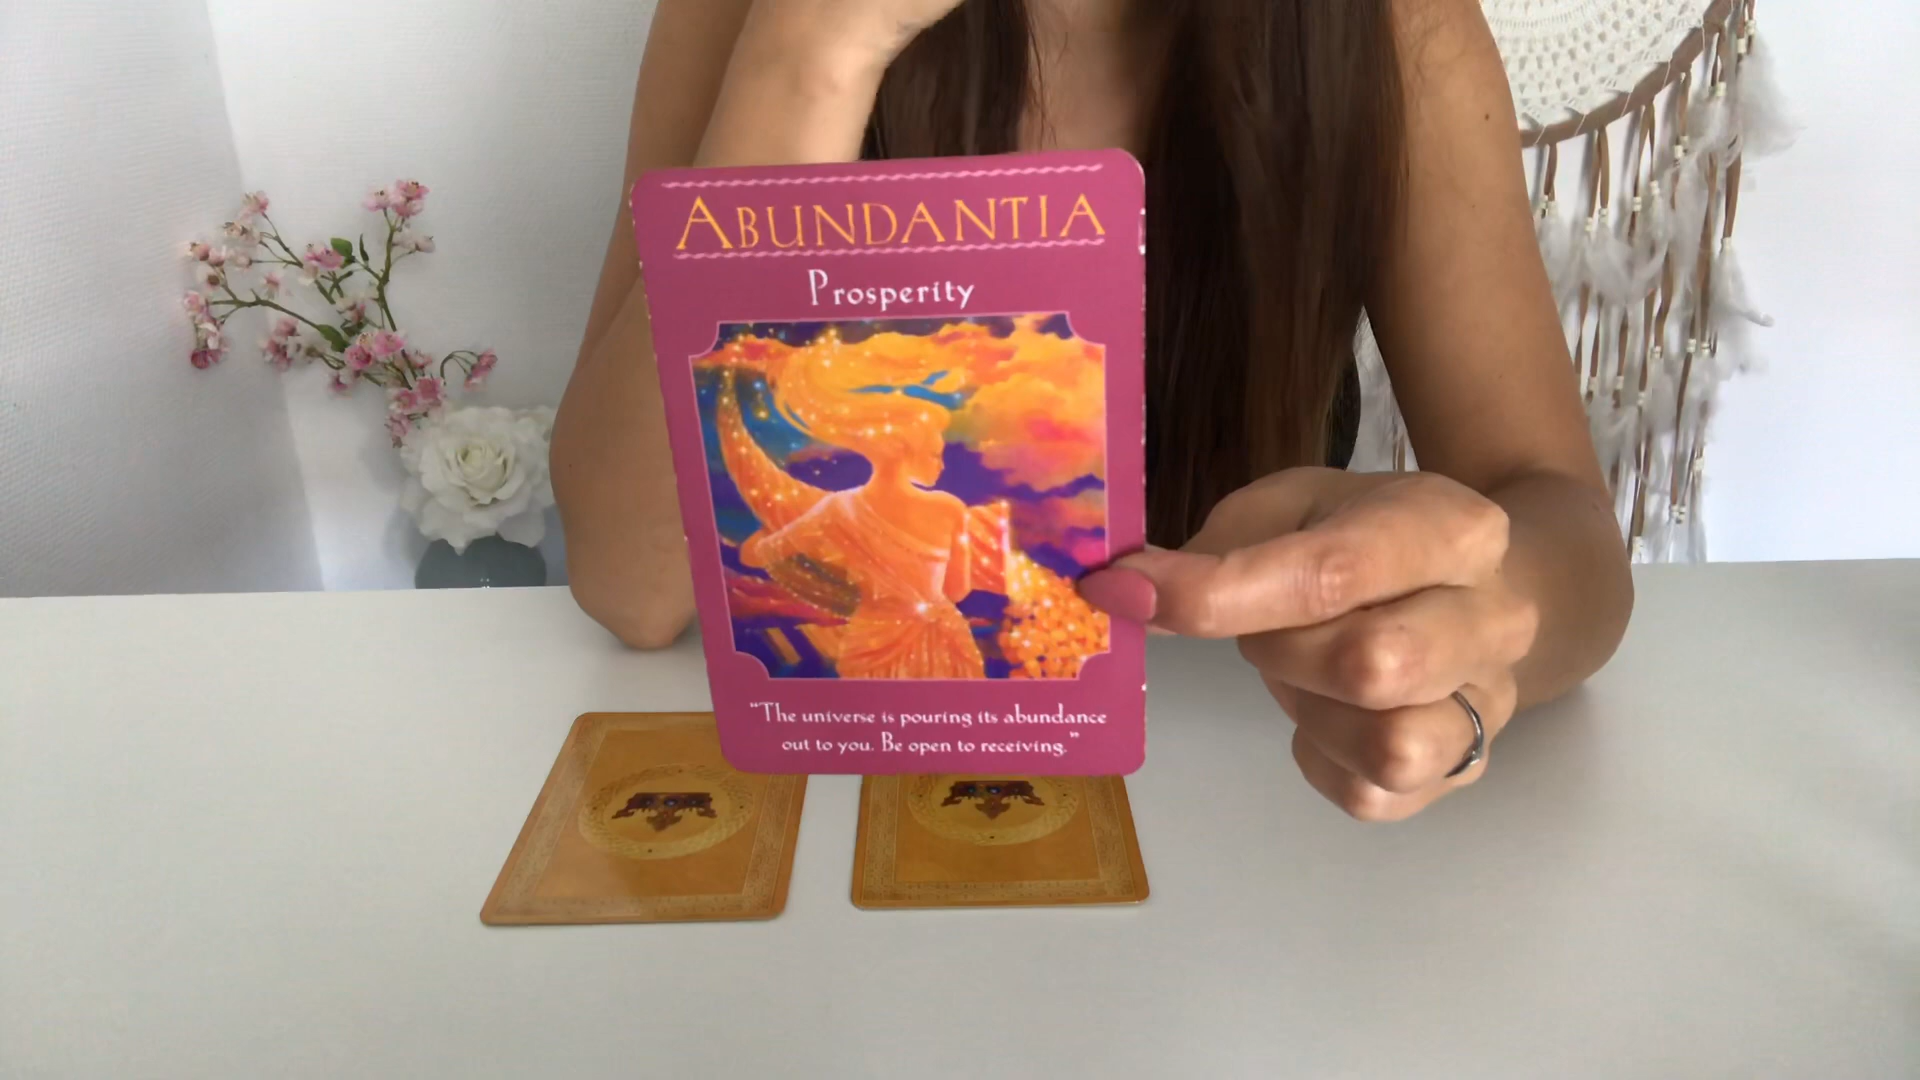 ABUNDANTIA
Prosperity
"The universe is pouring its abundance
out to you. Be open to receiving."